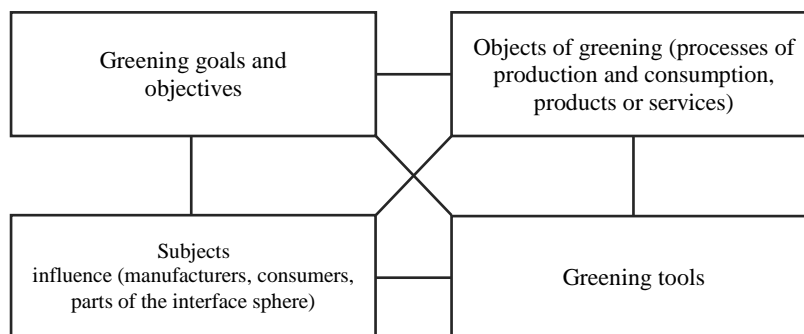 Greening goals and
objectives
Objects of greening (processes of
production and consumption,
products or services)
Subjects
influence (manufacturers, consumers,
parts of the interface sphere)
Greening tools